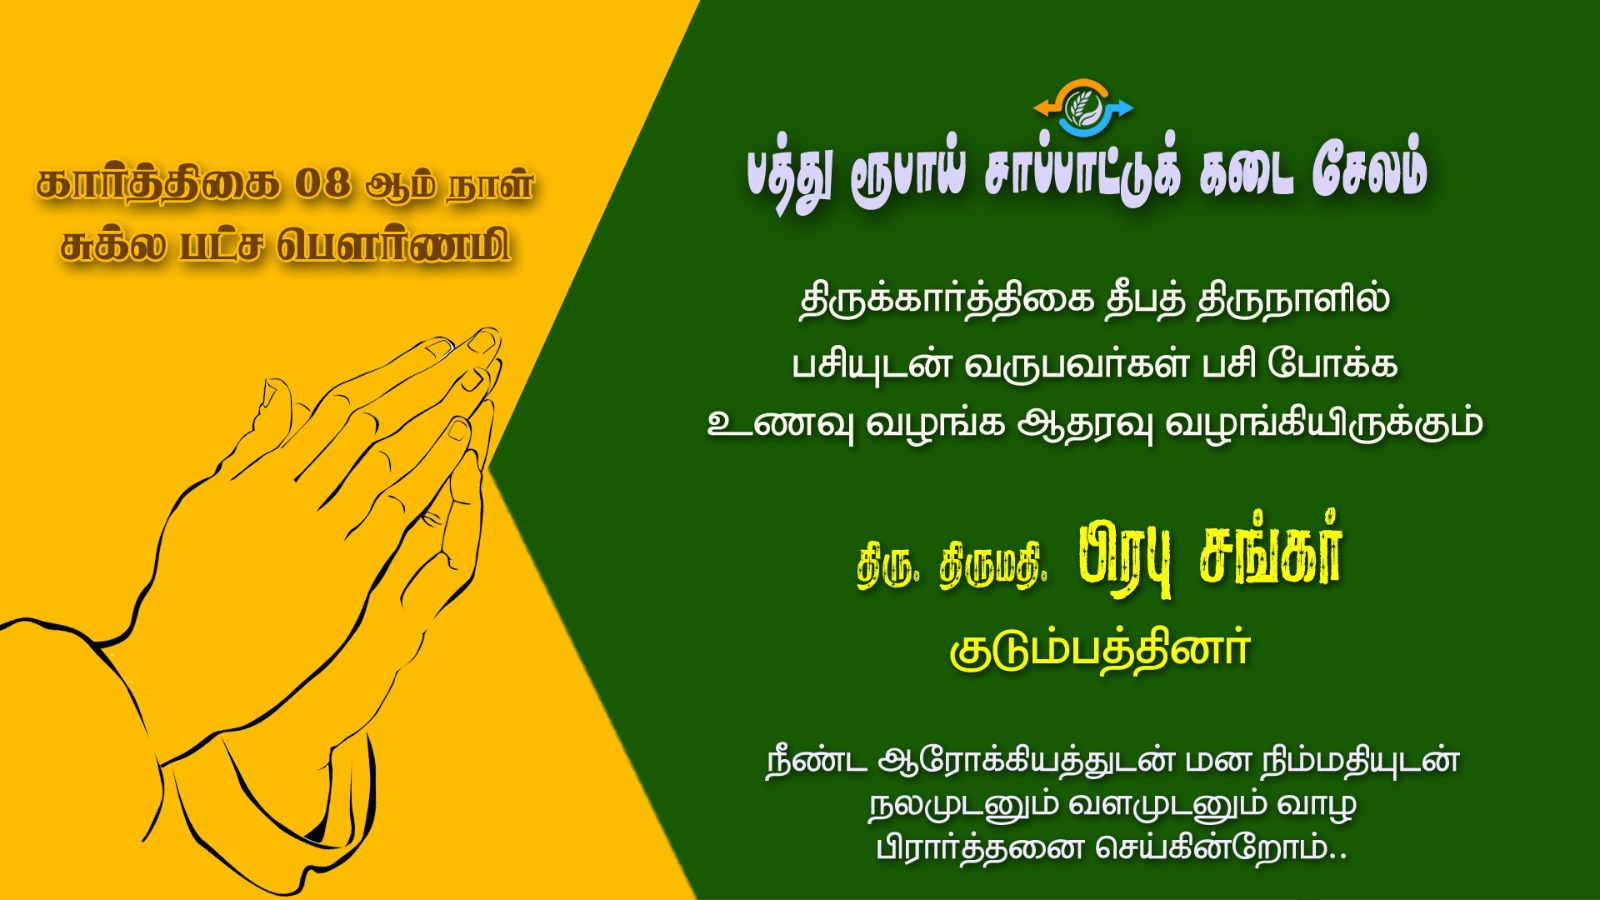 கார்த்திகை 08 ஆம் நாள்
சுக்ல பட்ச பௌர்ணமி
பத்து ரூபாய் சாப்பாட்டுக் கடை சேலம்
திருக்கார்த்திகை தீபத் திருநாளில்
பசியுடன் வருபவர்கள் பசி போக்க
உணவு வழங்க ஆதரவு வழங்கியிருக்கும்
திரு. திருமதி. பிரபு சங்கர்
குடும்பத்தினர்
நீண்ட ஆரோக்கியத்துடன் மன நிம்மதியுடன்
நலமுடனும் வளமுடனும் வாழ
பிரார்த்தனை செய்கின்றோம்..